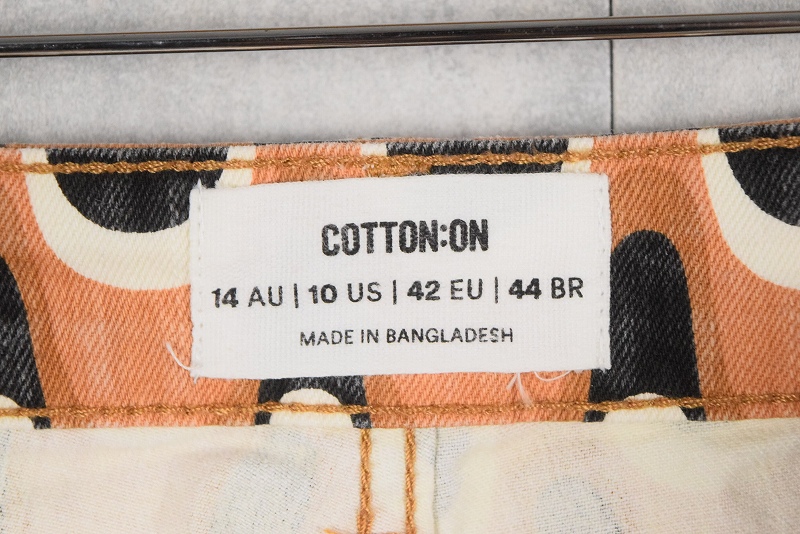 COTTON:ON
14 AU | 10 US | 42 EU | 44 BR
MADE IN BANGLADESH